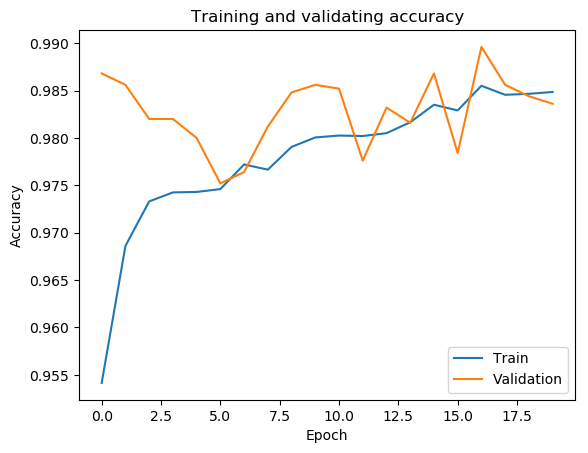 Training and validating accuracy
0.990
0.985
0.980
0.975
0.970
0.965
0.960
0.955
Accuracy
0.0 2.5 5.0 7.5 10.0 12.5 15.0 17.5
Epoch
Train
Validation